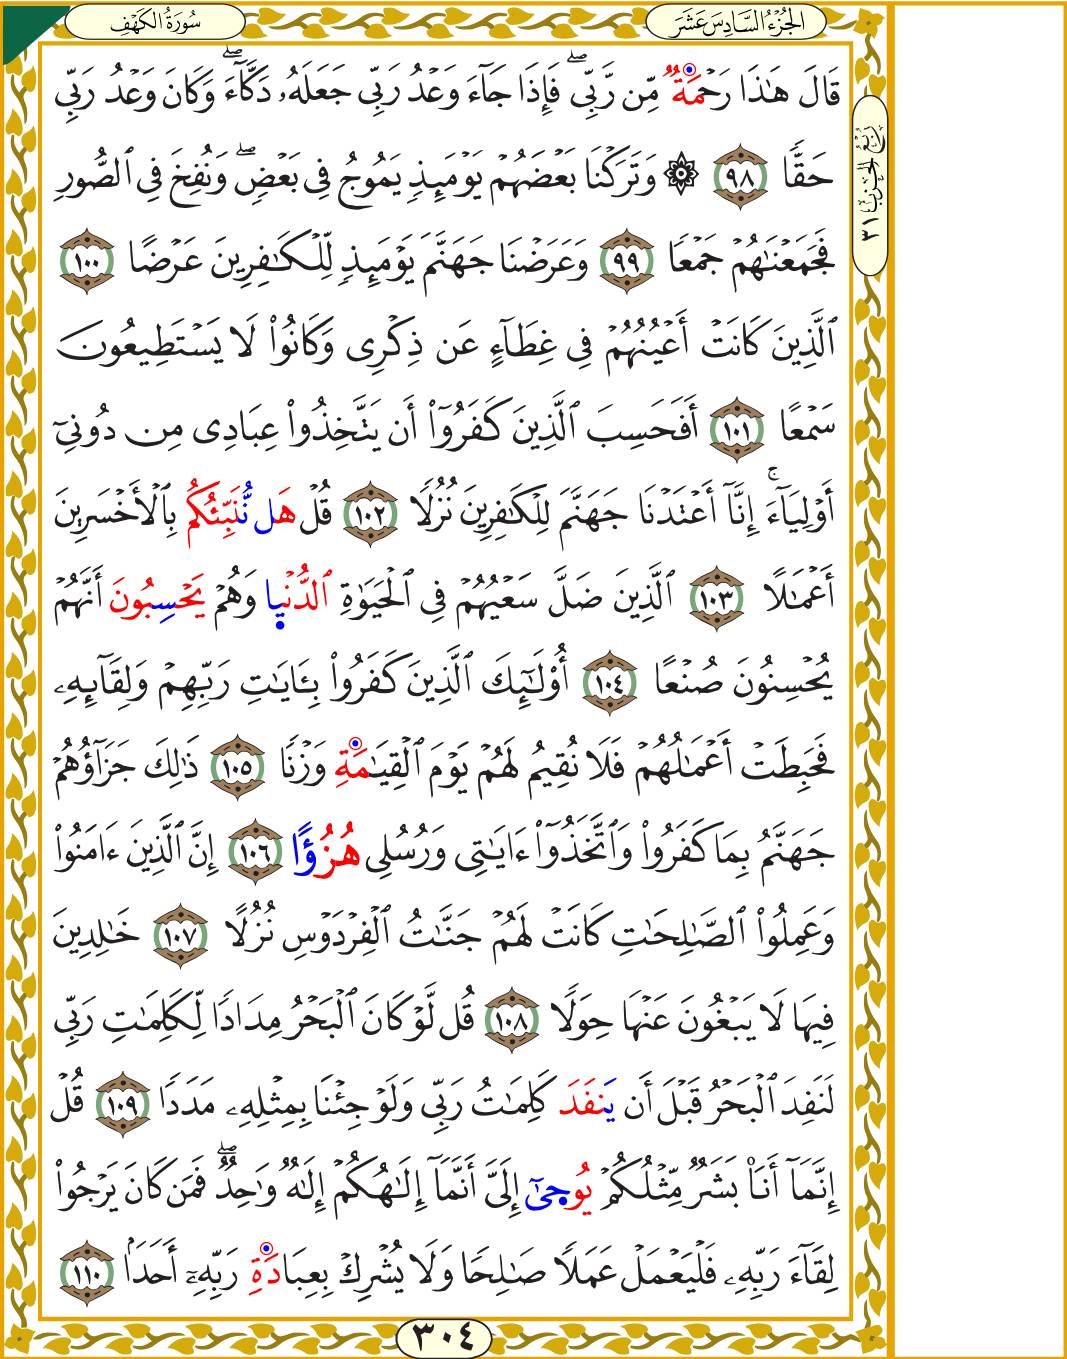 سُورَةُ الكَهْفِ
الجُزْءُ السَّادِسَ عَشَرَ
رُبْعُ الحِزْبِ ٣١
قَالَ هَٰذَا رَحۡمَةٞ مِّن رَّبِّيۖ فَإِذَا جَآءَ وَعۡدُ رَبِّي جَعَلَهُۥ دَكَّآءَۖ وَكَانَ وَعۡدُ رَبِّي
حَقّٗا ٩٨ ۞ وَتَرَكۡنَا بَعۡضَهُمۡ يَوۡمَئِذٖ يَمُوجُ فِي بَعۡضٖۖ وَنُفِخَ فِي ٱلصُّورِ
فَجَمَعۡنَٰهُمۡ جَمۡعٗا ٩٩ وَعَرَضۡنَا جَهَنَّمَ يَوۡمَئِذٖ لِّلۡكَٰفِرِينَ عَرۡضًا ١٠٠
ٱلَّذِينَ كَانَتۡ أَعۡيُنُهُمۡ فِي غِطَآءٍ عَن ذِكۡرِي وَكَانُواْ لَا يَسۡتَطِيعُونَ
سَمۡعًا ١٠١ أَفَحَسِبَ ٱلَّذِينَ كَفَرُوٓاْ أَن يَتَّخِذُواْ عِبَادِي مِن دُونِيٓ
أَوۡلِيَآءَۚ إِنَّآ أَعۡتَدۡنَا جَهَنَّمَ لِلۡكَٰفِرِينَ نُزُلٗا ١٠٢ قُلۡ هَل نُّنَبِّئُكُم بِٱلۡأَخۡسَرِينَ
أَعۡمَٰلًا ١٠٣ ٱلَّذِينَ ضَلَّ سَعۡيُهُمۡ فِي ٱلۡحَيَوٰةِ ٱلدُّنۡيٜا وَهُمۡ يَحۡسِبُونَ أَنَّهُمۡ
يُحۡسِنُونَ صُنۡعًا ١٠٤ أُوْلَٰٓئِكَ ٱلَّذِينَ كَفَرُواْ بِـَٔايَٰتِ رَبِّهِمۡ وَلِقَآئِهِۦ
فَحَبِطَتۡ أَعۡمَٰلُهُمۡ فَلَا نُقِيمُ لَهُمۡ يَوۡمَ ٱلۡقِيَٰمَةِ وَزۡنٗا ١٠٥ ذَٰلِكَ جَزَآؤُهُمۡ
جَهَنَّمُ بِمَا كَفَرُواْ وَٱتَّخَذُوٓاْ ءَايَٰتِي وَرُسُلِي هُزُؤًا ١٠٦ إِنَّ ٱلَّذِينَ ءَامَنُواْ
وَعَمِلُواْ ٱلصَّٰلِحَٰتِ كَانَتۡ لَهُمۡ جَنَّٰتُ ٱلۡفِرۡدَوۡسِ نُزُلًا ١٠٧ خَٰلِدِينَ
فِيهَا لَا يَبۡغُونَ عَنۡهَا حِوَلٗا ١٠٨ قُل لَّوۡ كَانَ ٱلۡبَحۡرُ مِدَادٗا لِّكَلِمَٰتِ رَبِّي
لَنَفِدَ ٱلۡبَحۡرُ قَبۡلَ أَن يَنفَدَ كَلِمَٰتُ رَبِّي وَلَوۡ جِئۡنَا بِمِثۡلِهِۦ مَدَدٗا ١٠٩ قُلۡ
إِنَّمَآ أَنَا۠ بَشَرٞ مِّثۡلُكُمۡ يُوحٜىٓ إِلَيَّ أَنَّمَآ إِلَٰهُكُمۡ إِلَٰهٞ وَٰحِدٞۖ فَمَن كَانَ يَرۡجُواْ
لِقَآءَ رَبِّهِۦ فَلۡيَعۡمَلۡ عَمَلٗا صَٰلِحٗا وَلَا يُشۡرِكۡ بِعِبَادَةِ رَبِّهِۦٓ أَحَدَۢا ١١٠
٣٠٤